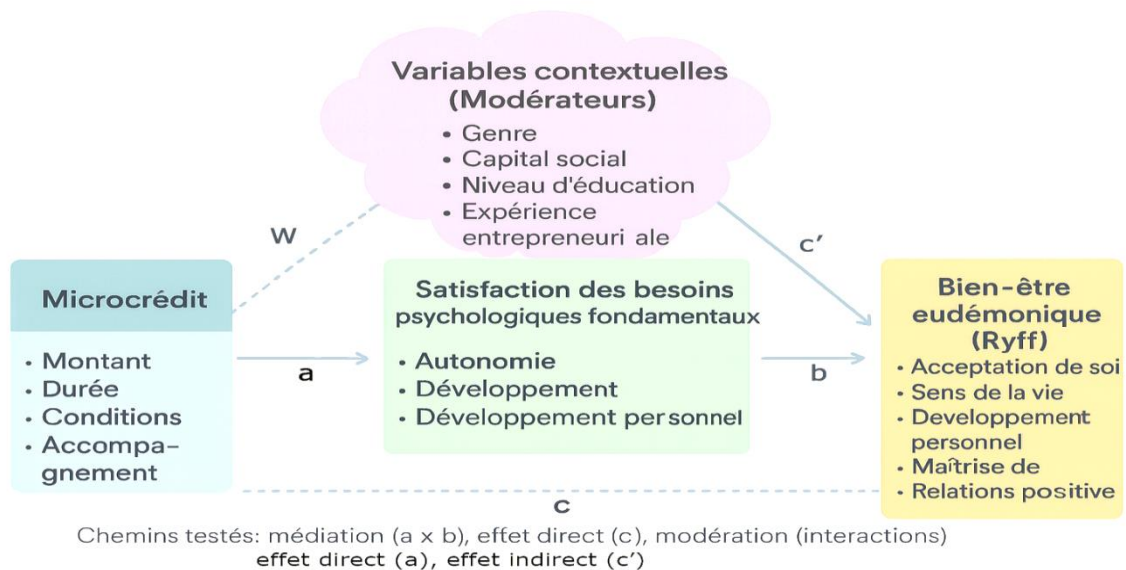 Variables contextuelles
(Modérateurs)
• Genre
• Capital social
• Niveau d'éducation
• Expérience
entrepreneuri ale
W
c’
Microcrédit
• Montant
• Durée
• Conditions
• Accompa-
gnement
a
Satisfaction des besoins
psychologiques fondamentaux
• Autonomie
• Développement
• Développement personnel
b
Bien-être
eudémonique
(Ryff)
• Acceptation de soi
• Sens de la vie
• Developpement
personnel
• Maîtrise de
• Relations positive
c
Chemins testés: médiation (a x b), effet direct (c), modération (interactions)
effet direct (a), effet indirect (c’)